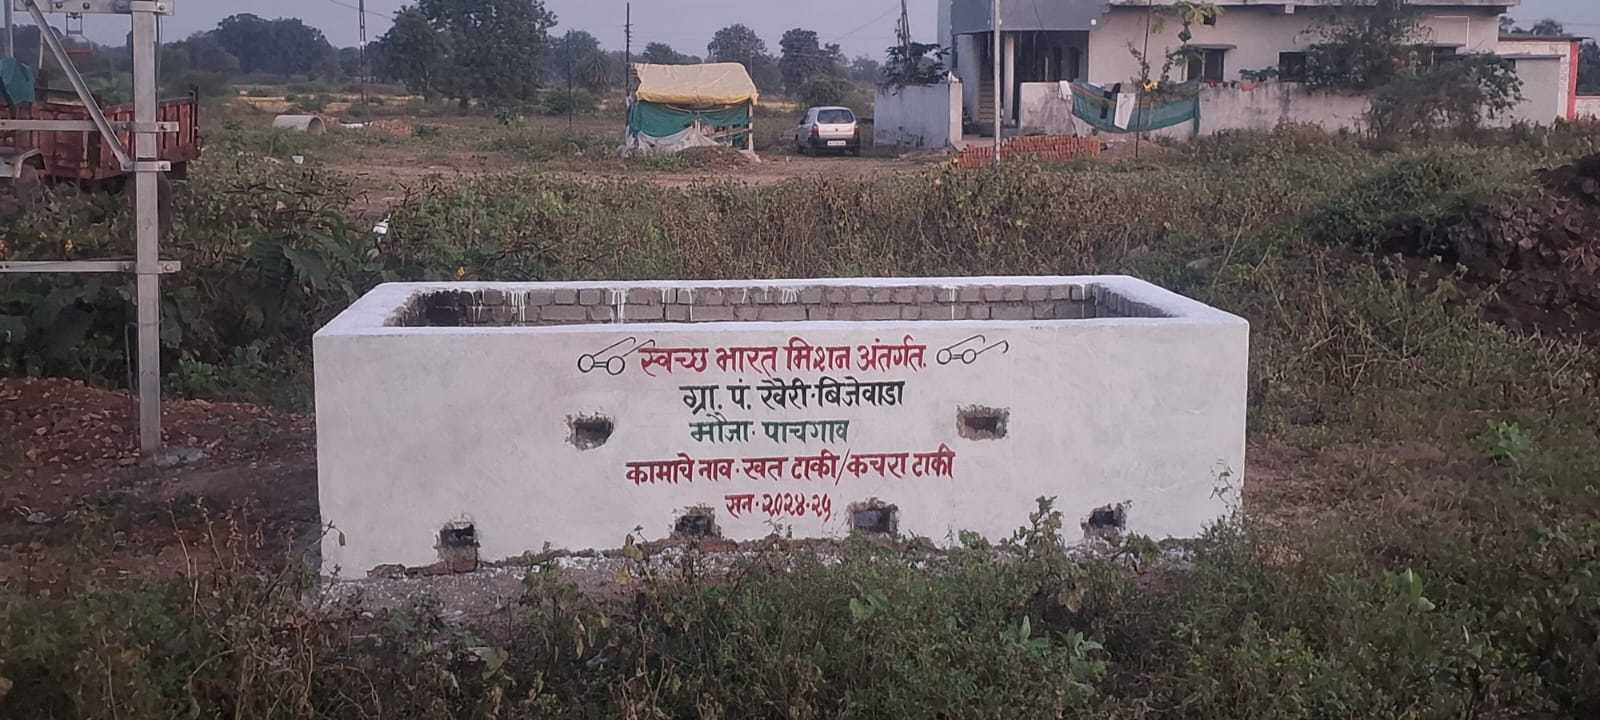 स्वच्छ भारत मिशन अंतर्गत.
ग्रा. पं. खैरी·बिजेवाडा
मौजा· पाचगाव
कामाचे नाव·खत टाकी/कचरा टाकी
सन·२०२४·२५